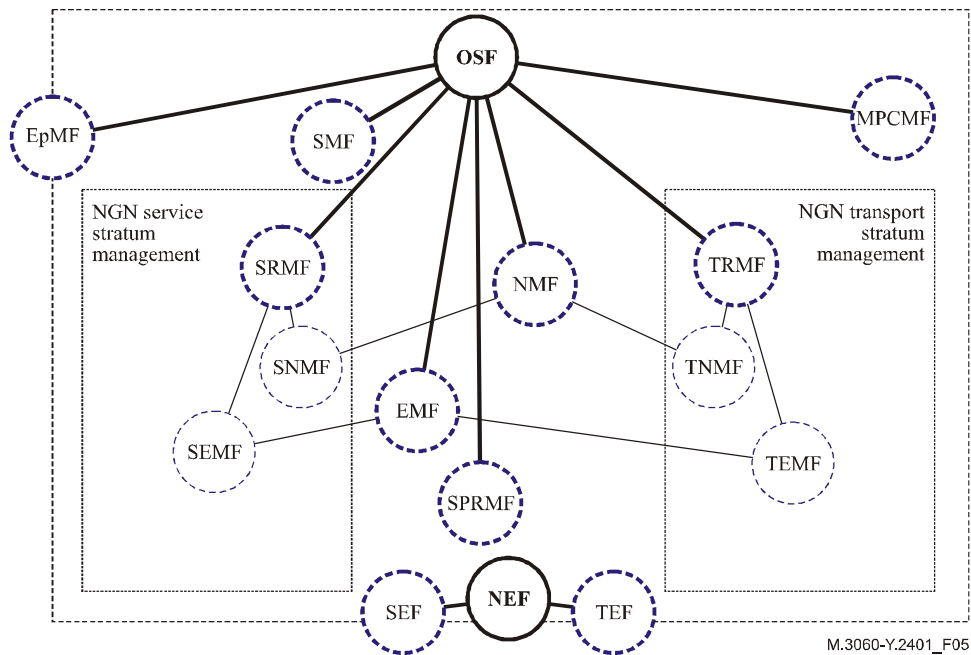 OSF
EpMF
SMF
MPCMF
NGN service
stratum
management
NGN transport
stratum
management
SRMF
NMF
TRMF
SNMF
TNMF
EMF
SEMF
TEMF
SPRMF
SEF
NEF
TEF
M.3060-Y.2401_F05